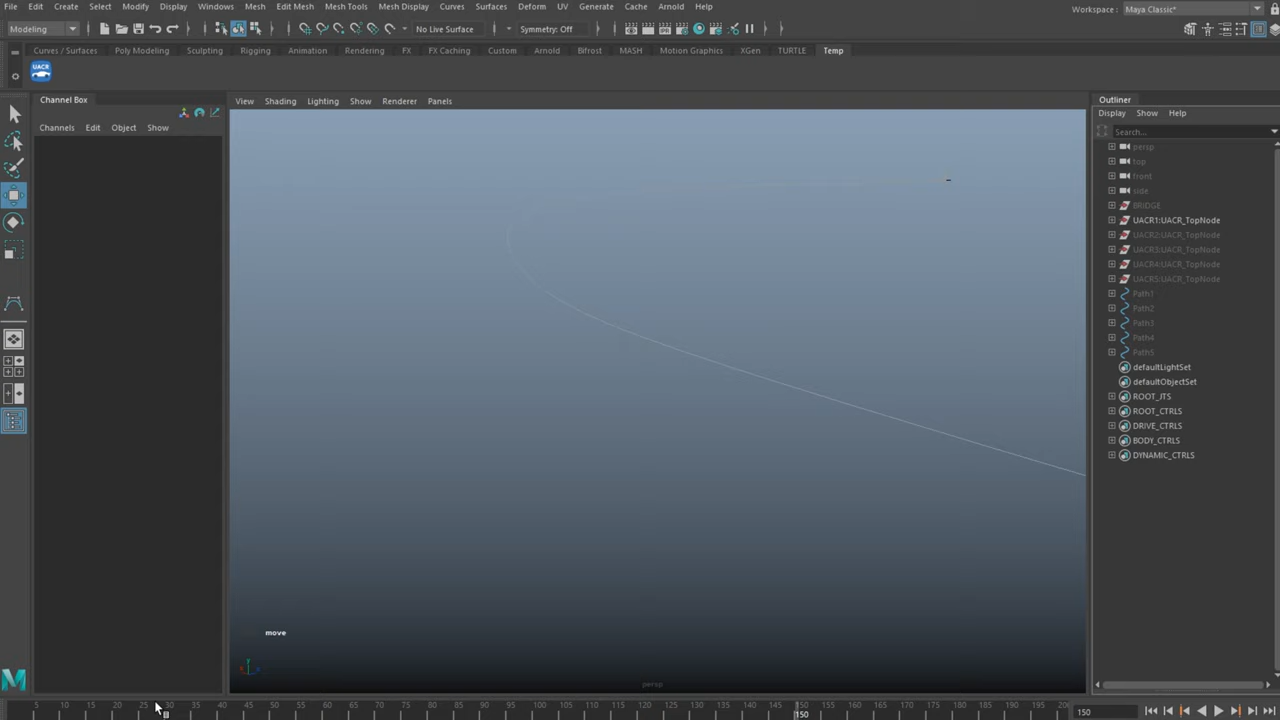 File Edit Create Select Modify Display Windows Mesh Edit Mesh Mesh Tools Mesh Display Curves Surfaces Deform UV Generate Cache Arnold Help
Workspace : Maya Classic*
Modeling
No Live Surface
Symmetry: Off
Curves / Surfaces Poly Modeling Sculpting Rigging Animation Rendering FX FX Caching Custom Arnold Bifrost MASH Motion Graphics XGen TURTLE Temp
UACR
Channel Box
Channels Edit Object Show
View Shading Lighting Show Renderer Panels
Outliner
Display Show Help
Search...
persp
top
front
side
BRIDGE
UACR1:UACR_TopNode
UACR2:UACR_TopNode
UACR3:UACR_TopNode
UACR4:UACR_TopNode
UACR5:UACR_TopNode
Path1
Path2
Path3
Path4
Path5
defaultLightSet
defaultObjectSet
ROOT_JTS
ROOT_CTRLS
DRIVE_CTRLS
BODY_CTRLS
DYNAMIC_CTRLS
move
persp
5 10 15 20 25 30 35 40 45 50 55 60 65 70 75 80 85 90 95 100 105 110 115 120 125 130 135 140 145 150 155 160 165 170 175 180 185 190 195 20
150
150